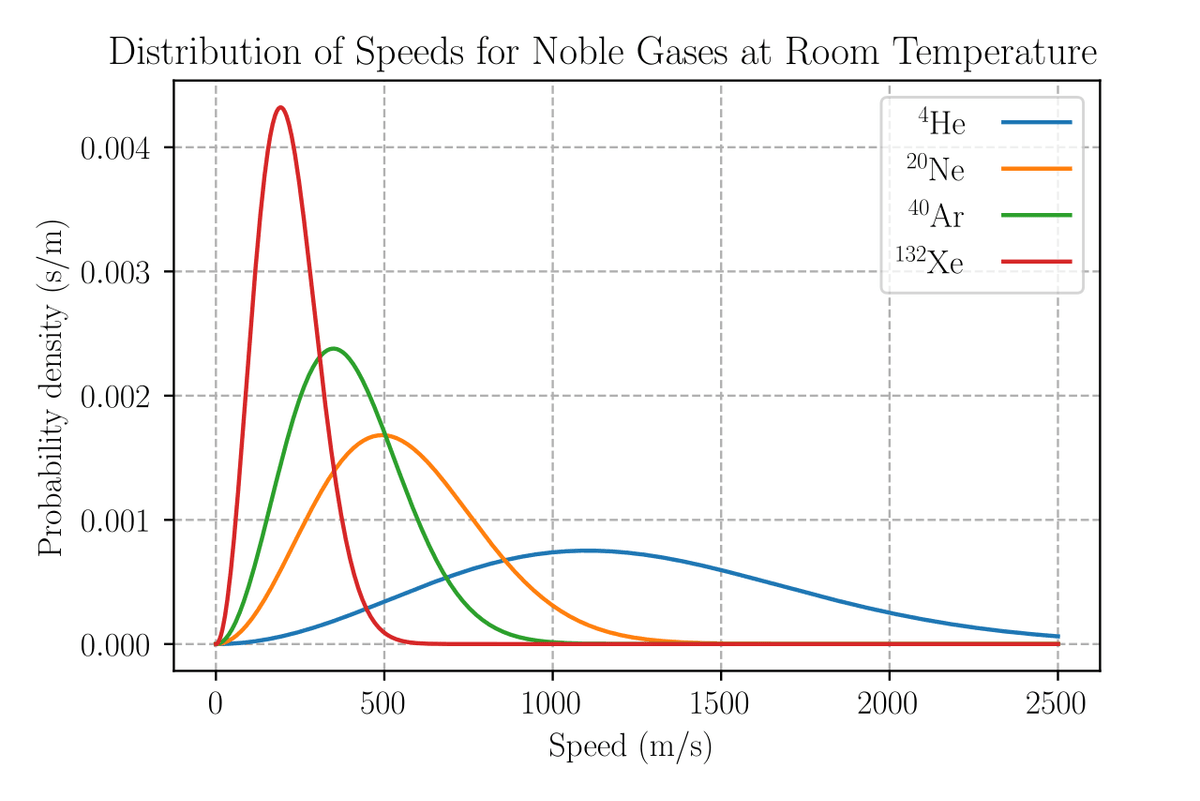 Distribution of Speeds for Noble Gases at Room Temperature
⁴He
²⁰Ne
⁴⁰Ar
¹³²Xe
Probability density (s/m)
0.004
0.003
0.002
0.001
0.000
0 500 1000 1500 2000 2500
Speed (m/s)